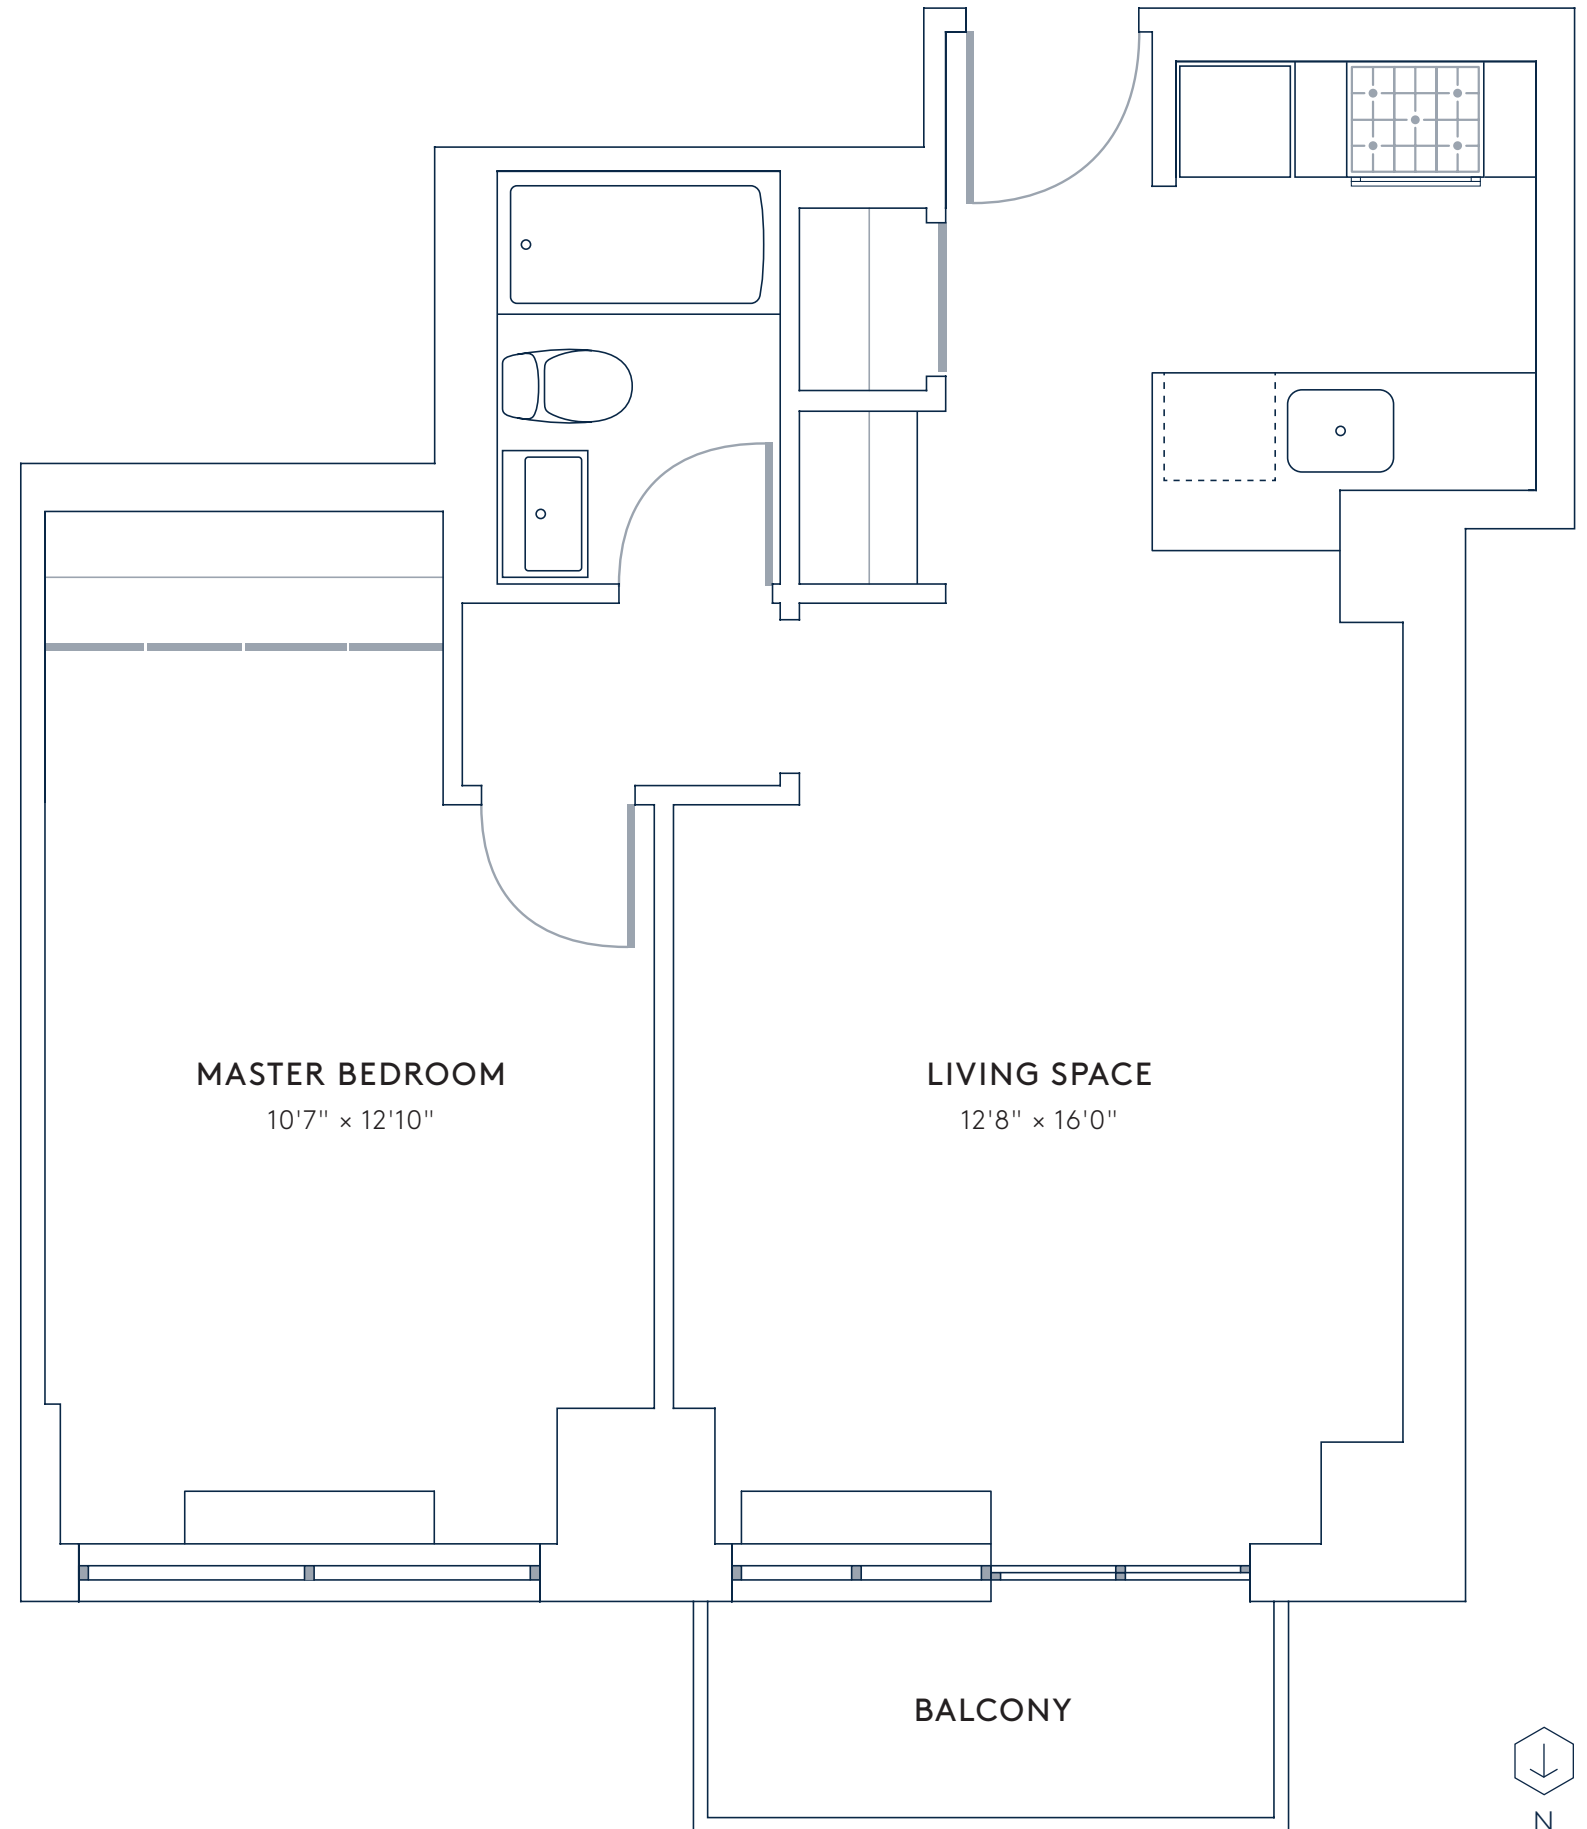 MASTER BEDROOM
10'7" × 12'10"
LIVING SPACE
12'8" × 16'0"
BALCONY
N